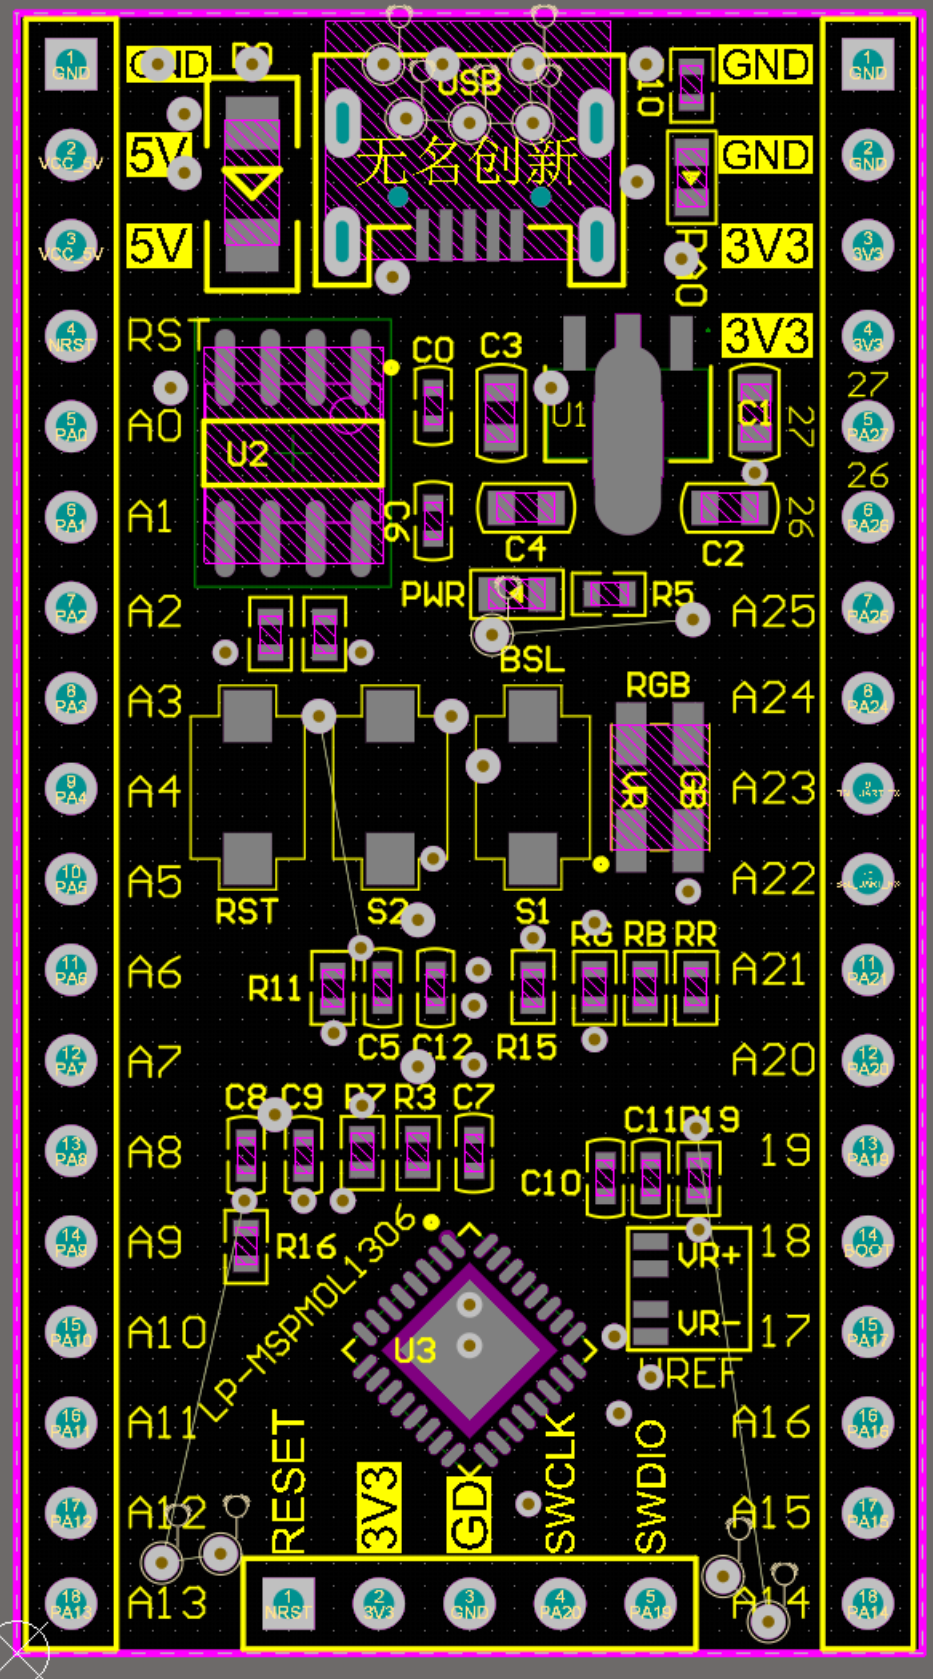 1 GND
GND
D3
USB
R10
GND
1 GND
无名创新
2 VCC_5V
5V
GND
2 GND
3 VCC_5V
5V
PA0
3V3
3 3V3
4 NRST
RST
C0
C3
3V3
4 3V3
27
5 PA0
A0
U2
U1
C1
27
5 PA27
26
6 PA1
A1
C6
C4
C2
26
6 PA26
PWR
R5
7 PA2
A2
BSL
A25
7 PA25
8 PA3
A3
RGB
A24
8 PA24
9 PA4
A4
VR
GB
A23
9
10 PA5
A5
A22
RST
S2
S1
RG
RB
RR
11 PA6
A6
R11
A21
11 PA21
12 PA7
A7
C5
C12
R15
A20
12 PA20
C8
C9
R7
R3
C7
C11
R19
13 PA8
A8
C10
19
13 PA19
14 PA9
A9
R16
VR+
18
14 BOOT
LP-MSPM0L1306
15 PA10
A10
U3
VR-
17
15 PA17
VREF
16 PA11
A11
A16
16 PA16
RESET
3V3
GDK
SWCLK
SWDIO
17 PA12
A12
A15
17 PA15
18 PA13
A13
1 NRST
2 3V3
3 GND
4 PA20
5 PA19
A14
18 PA14